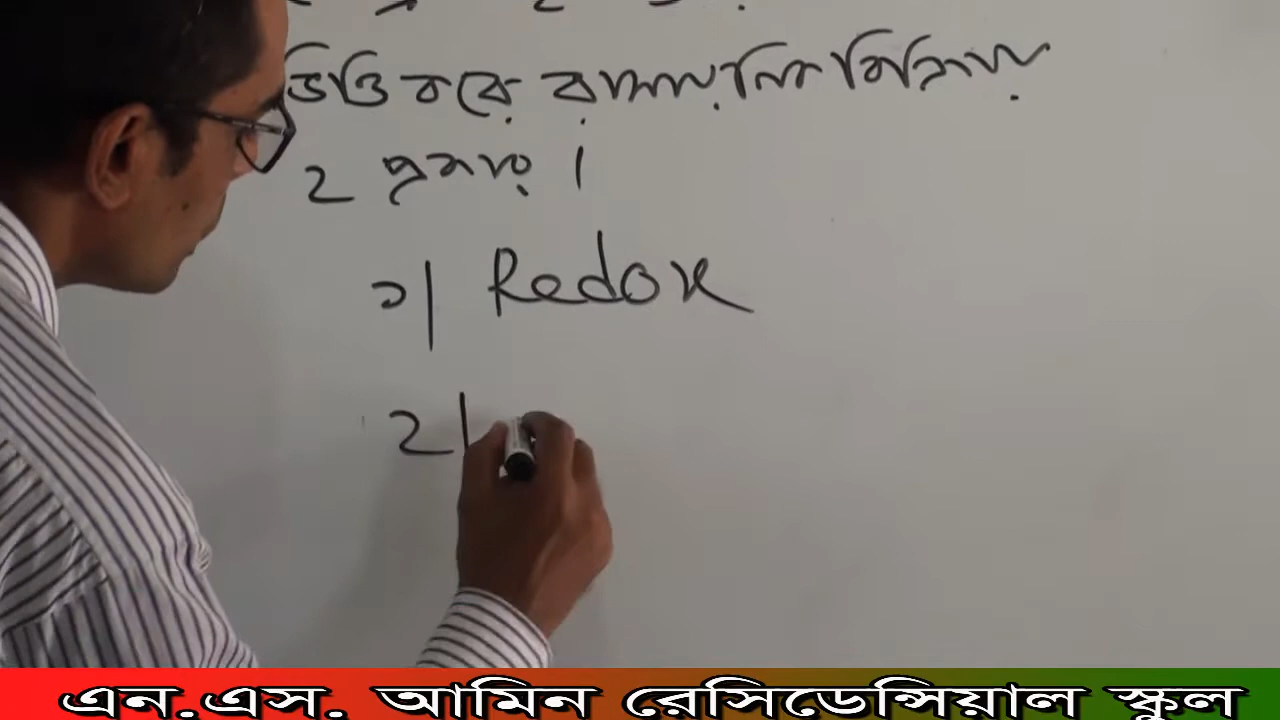 ভিত্তি করে রাসায়নিক বিক্রিয়া
২ প্রকার ।
১| Redox
২|
এন.এস. আমিন রেসিডেন্সিয়াল স্কুল